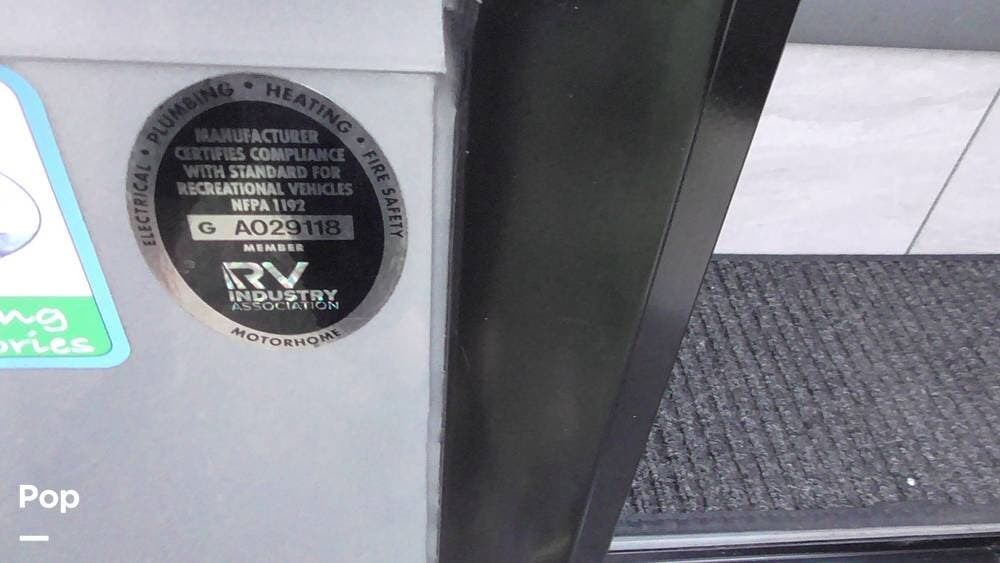 ELECTRICAL • PLUMBING • HEATING • FIRE SAFETY
MANUFACTURER
CERTIFIES COMPLIANCE
WITH STANDARD FOR
RECREATIONAL VEHICLES
NFPA 1192
G AO29118
MEMBER
RV
INDUSTRY
ASSOCIATION
MOTORHOME
ng
ories
Pop